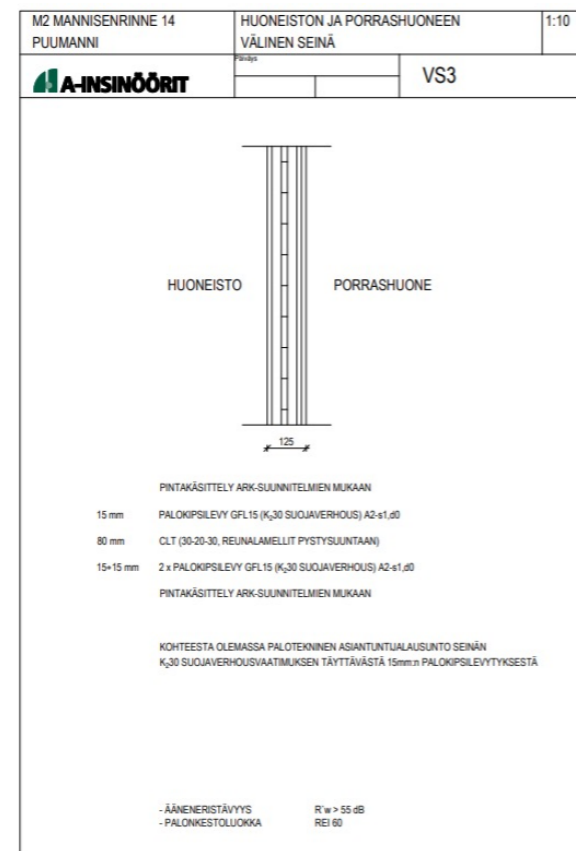 M2 MANNISENRINNE 14
PUUMANNI
HUONEISTON JA PORRASHUONEEN
VÄLINEN SEINÄ
1:10
A-INSINÖÖRIT
Päiväys
VS3
HUONEISTO
PORRASHUONE
125
PINTAKÄSITTELY ARK-SUUNNITELMIEN MUKAAN
15 mm PALOKIPSILEVY GFL15 (K₂30 SUOJAVERHOUS) A2-s1,d0
80 mm CLT (30-20-30, REUNALAMELLIT PYSTYSUUNTAAN)
15+15 mm 2 x PALOKIPSILEVY GFL15 (K₂30 SUOJAVERHOUS) A2-s1,d0
PINTAKÄSITTELY ARK-SUUNNITELMIEN MUKAAN
KOHTEESTA OLEMASSA PALOTEKNINEN ASIANTUNTIJALAUSUNTO SEINÄN
K₂30 SUOJAVERHOUSVAATIMUKSEN TÄYTTÄVÄSTÄ 15mm:n PALOKIPSILEVYTYKSESTÄ
- ÄÄNENERISTÄVYYS R'w > 55 dB
- PALONKESTOLUOKKA REI 60